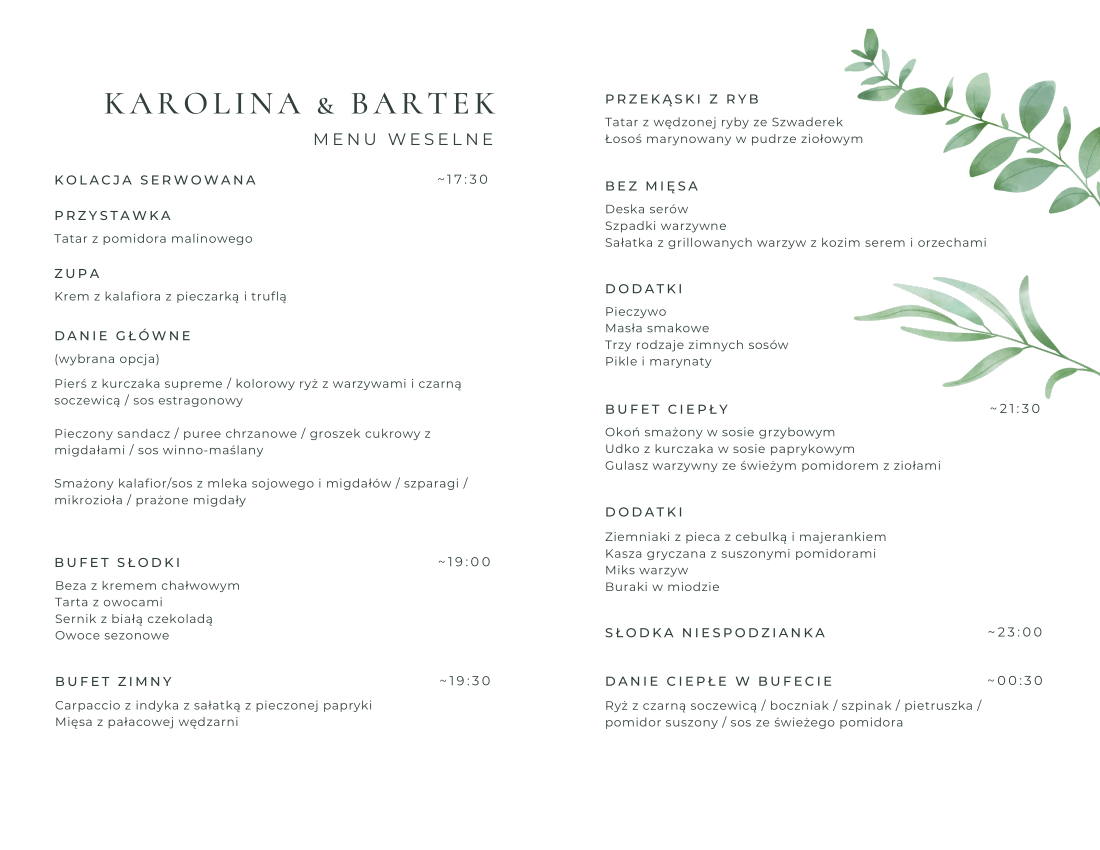 KAROLINA & BARTEK
MENU WESELNE
KOLACJA SERWOWANA ~17:30
PRZYSTAWKA
Tatar z pomidora malinowego
ZUPA
Krem z kalafiora z pieczarką i truflą
DANIE GŁÓWNE
(wybrana opcja)
Pierś z kurczaka supreme / kolorowy ryż z warzywami i czarną
soczewicą / sos estragonowy
Pieczony sandacz / puree chrzanowe / groszek cukrowy z
migdałami / sos winno-maślany
Smażony kalafior/sos z mleka sojowego i migdałów / szparagi /
mikrozioła / prażone migdały
BUFET SŁODKI ~19:00
Beza z kremem chałwowym
Tarta z owocami
Sernik z białą czekoladą
Owoce sezonowe
BUFET ZIMNY ~19:30
Carpaccio z indyka z sałatką z pieczonej papryki
Mięsa z pałacowej wędzarni
PRZEKĄSKI Z RYB
Tatar z wędzonej ryby ze Szwaderek
Łosoś marynowany w pudrze ziołowym
BEZ MIĘSA
Deska serów
Szpadki warzywne
Sałatka z grillowanych warzyw z kozim serem i orzechami
DODATKI
Pieczywo
Masła smakowe
Trzy rodzaje zimnych sosów
Pikle i marynaty
BUFET CIEPŁY ~21:30
Okoń smażony w sosie grzybowym
Udko z kurczaka w sosie paprykowym
Gulasz warzywny ze świeżym pomidorem z ziołami
DODATKI
Ziemniaki z pieca z cebulką i majerankiem
Kasza gryczana z suszonymi pomidorami
Miks warzyw
Buraki w miodzie
SŁODKA NIESPODZIANKA ~23:00
DANIE CIEPŁE W BUFECIE ~00:30
Ryż z czarną soczewicą / boczniak / szpinak / pietruszka /
pomidor suszony / sos ze świeżego pomidora